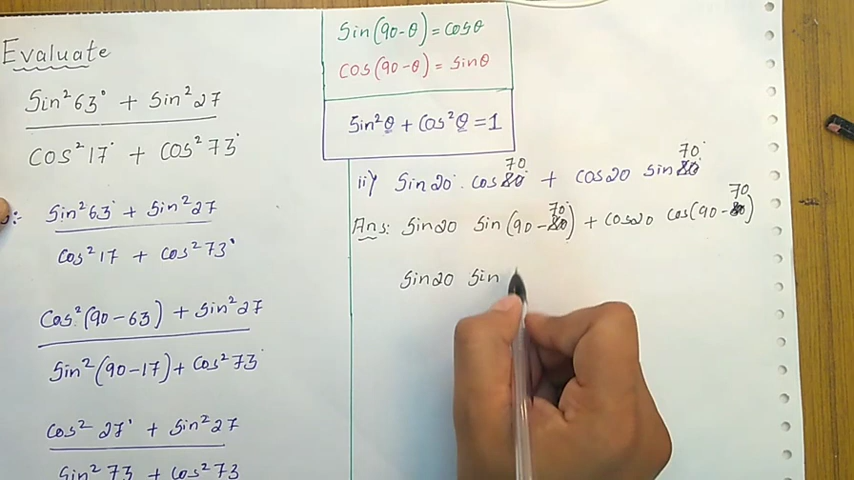 Evaluate
Sin²63° + Sin²27
Cos²17° + Cos²73°
Sin²63° + Sin²27
Cos²17 + Cos²73°
Cos²(90-63) + Sin²27
Sin²(90-17) + Cos²73
Cos² 27° + Sin²27
Sin²73 + Cos²73
Sin(90-θ) = Cosθ
Cos(90-θ) = Sinθ
Sin²θ + Cos²θ = 1
ii) Sin20°. Cos70 + Cos20 Sin70°
Ans: Sin20 Sin(90-70°) + Cos20 Cos(90-70)
Sin20 Sin